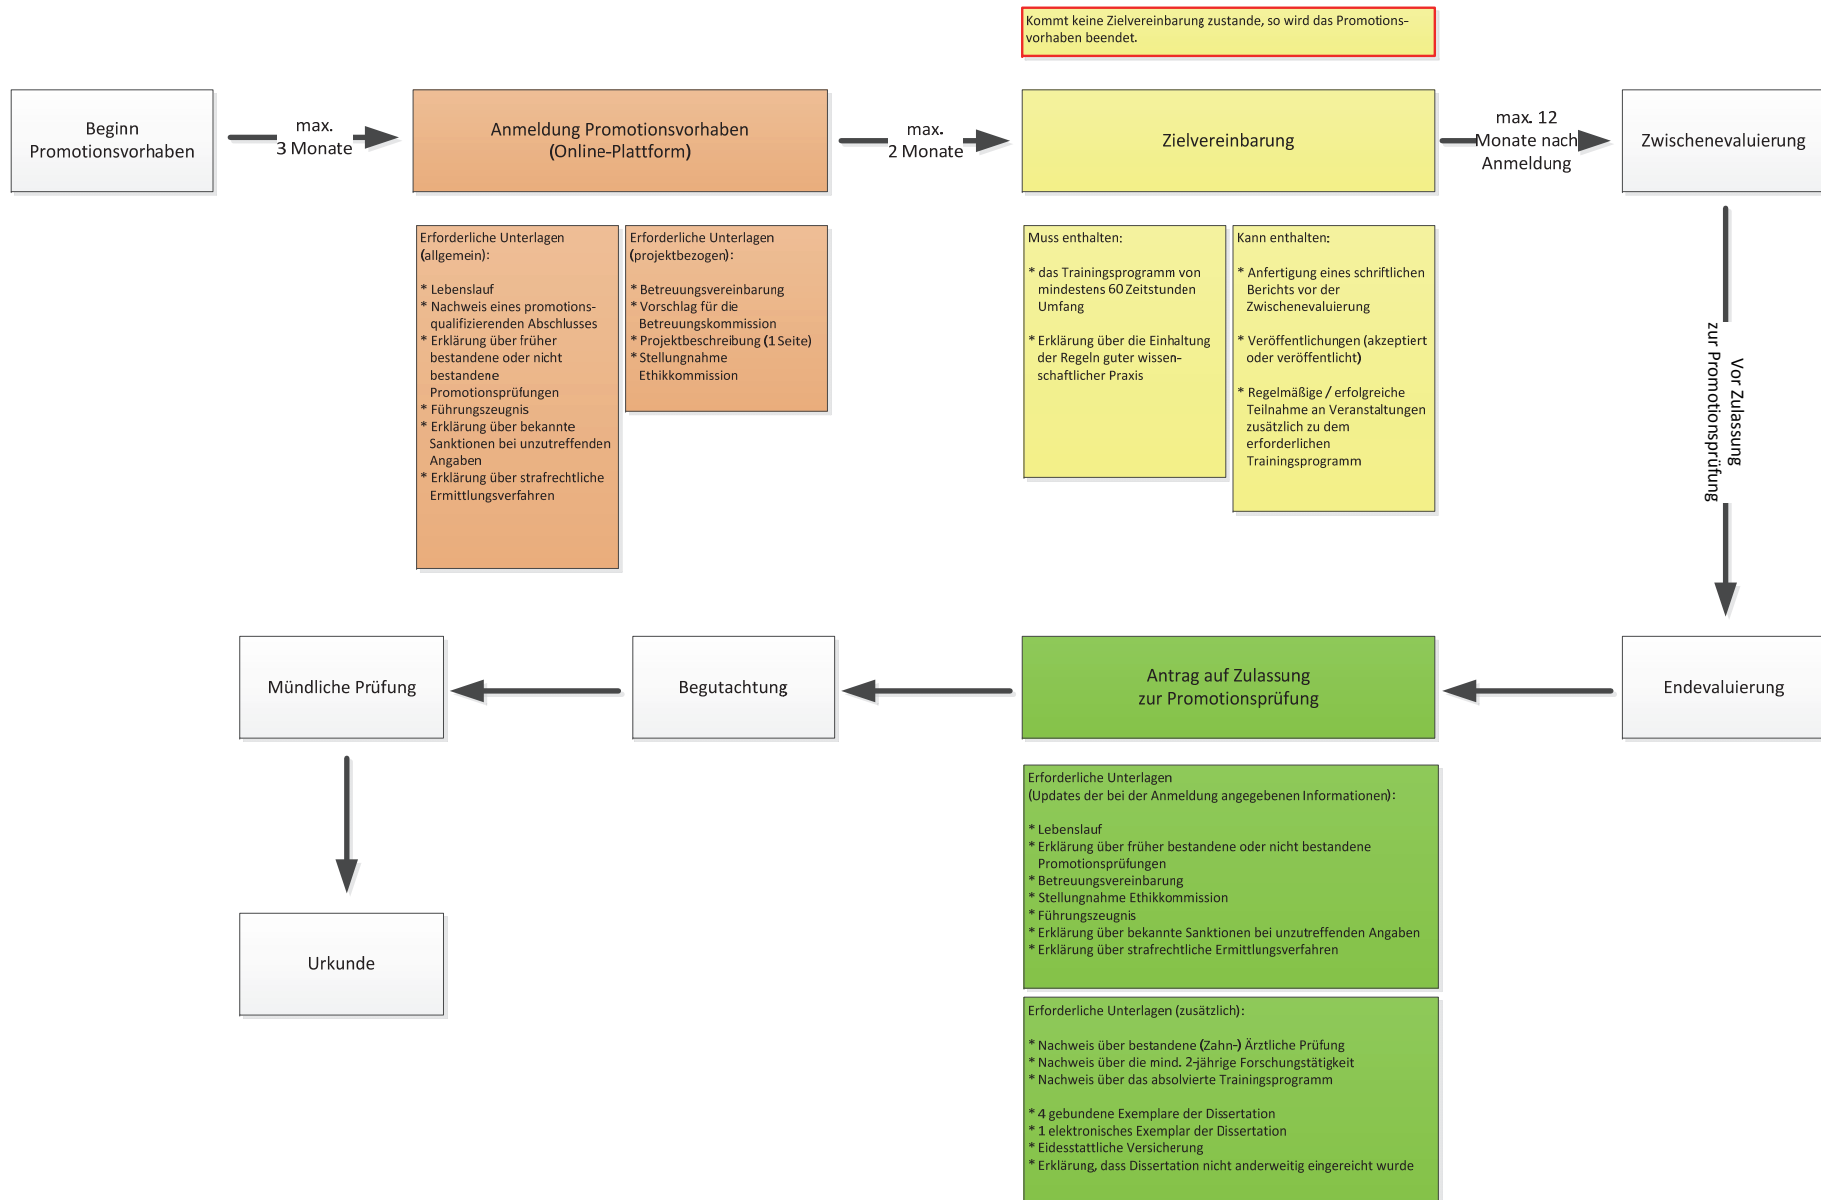 Kommt keine Zielvereinbarung zustande, so wird das Promotions-
vorhaben beendet.
Beginn
Promotionsvorhaben
max.
3 Monate
Anmeldung Promotionsvorhaben
(Online-Plattform)
max.
2 Monate
Zielvereinbarung
max. 12
Monate nach
Anmeldung
Zwischenevaluierung
Erforderliche Unterlagen
(allgemein):
* Lebenslauf
* Nachweis eines promotions-
qualifizierenden Abschlusses
* Erklärung über früher
bestandene oder nicht
bestandene
Promotionsprüfungen
* Führungszeugnis
* Erklärung über bekannte
Sanktionen bei unzutreffenden
Angaben
* Erklärung über strafrechtliche
Ermittlungsverfahren
Erforderliche Unterlagen
(projektbezogen):
* Betreuungsvereinbarung
* Vorschlag für die
Betreuungskommission
* Projektbeschreibung (1 Seite)
* Stellungnahme
Ethikkommission
Muss enthalten:
* das Trainingsprogramm von
mindestens 60 Zeitstunden
Umfang
* Erklärung über die Einhaltung
der Regeln guter wissen-
schaftlicher Praxis
Kann enthalten:
* Anfertigung eines schriftlichen
Berichts vor der
Zwischenevaluierung
* Veröffentlichungen (akzeptiert
oder veröffentlicht)
* Regelmäßige / erfolgreiche
Teilnahme an Veranstaltungen
zusätzlich zu dem
erforderlichen
Trainingsprogramm
Vor Zulassung
zur Promotionsprüfung
Mündliche Prüfung
Begutachtung
Antrag auf Zulassung
zur Promotionsprüfung
Endevaluierung
Erforderliche Unterlagen
(Updates der bei der Anmeldung angegebenen Informationen):
* Lebenslauf
* Erklärung über früher bestandene oder nicht bestandene
Promotionsprüfungen
* Betreuungsvereinbarung
* Stellungnahme Ethikkommission
* Führungszeugnis
* Erklärung über bekannte Sanktionen bei unzutreffenden Angaben
* Erklärung über strafrechtliche Ermittlungsverfahren
Urkunde
Erforderliche Unterlagen (zusätzlich):
* Nachweis über bestandene (Zahn-) Ärztliche Prüfung
* Nachweis über die mind. 2-jährige Forschungstätigkeit
* Nachweis über das absolvierte Trainingsprogramm
* 4 gebundene Exemplare der Dissertation
* 1 elektronisches Exemplar der Dissertation
* Eidesstattliche Versicherung
* Erklärung, dass Dissertation nicht anderweitig eingereicht wurde